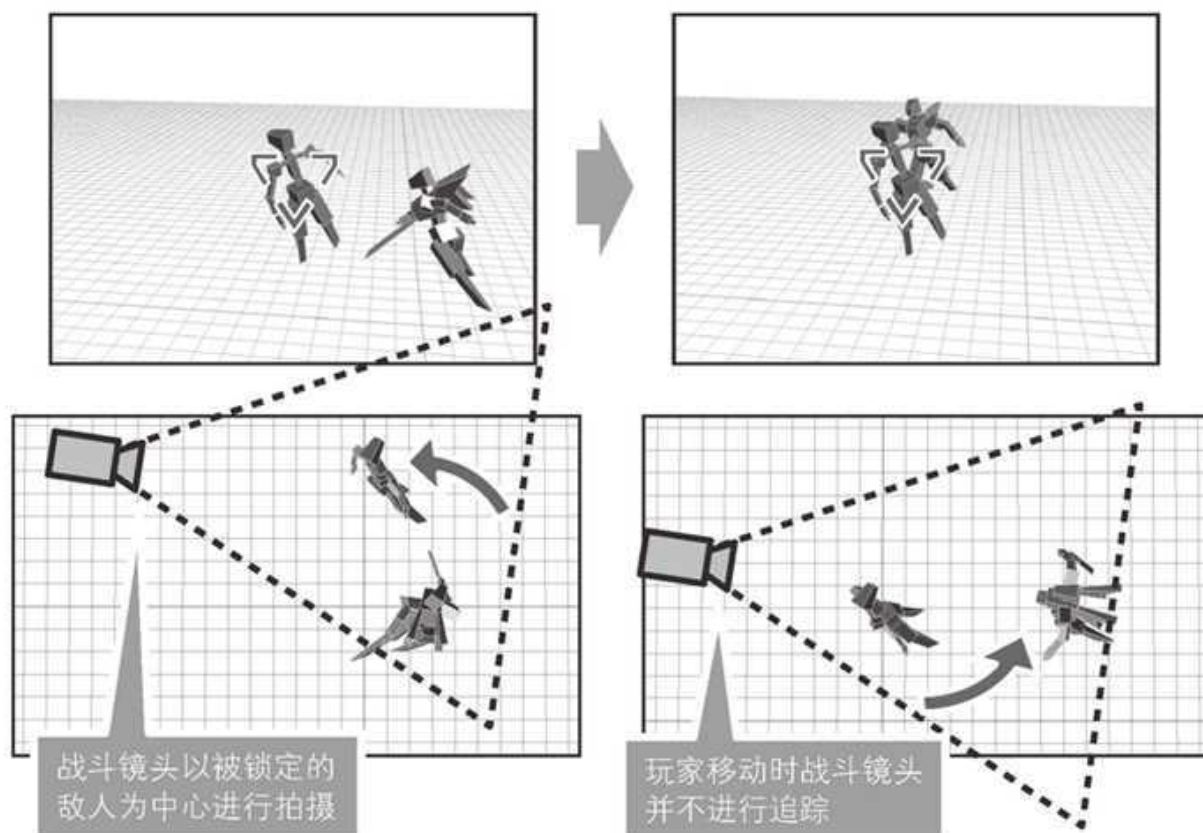 战斗镜头以被锁定的
敌人为中心进行拍摄
玩家移动时战斗镜头
并不进行追踪